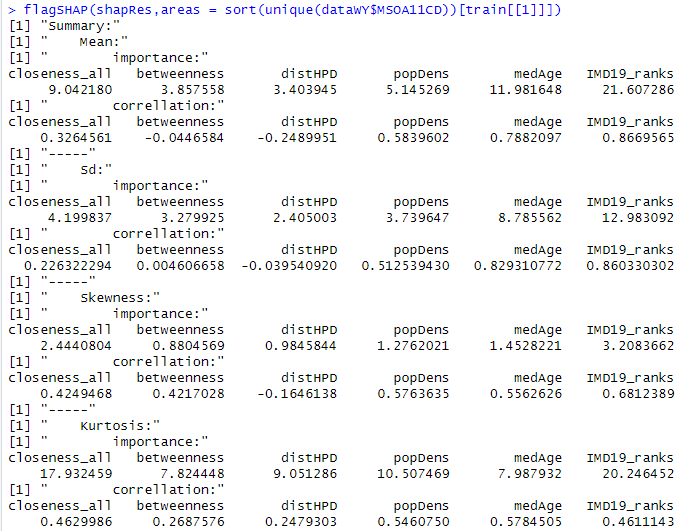 > flagSHAP(shapRes,areas = sort(unique(dataWY$MSOA11CD))[train[[1]]])
[1] "Summary:"
[1] "    Mean:"
[1] "        importance:"
closeness_all   betweenness       distHPD       popDens        medAge   IMD19_ranks
     9.042180      3.857558      3.403945      5.145269     11.981648     21.607286
[1] "        correllation:"
closeness_all   betweenness       distHPD       popDens        medAge   IMD19_ranks
    0.3264561    -0.0446584    -0.2489951     0.5839602     0.7882097     0.8669565
[1] "-----"
[1] "    Sd:"
[1] "        importance:"
closeness_all   betweenness       distHPD       popDens        medAge   IMD19_ranks
     4.199837      3.279925      2.405003      3.739647      8.785562     12.983092
[1] "        correllation:"
closeness_all   betweenness       distHPD       popDens        medAge   IMD19_ranks
  0.226322294   0.004606658  -0.039540920   0.512539430   0.829310772   0.860330302
[1] "-----"
[1] "    Skewness:"
[1] "        importance:"
closeness_all   betweenness       distHPD       popDens        medAge   IMD19_ranks
    2.4440804     0.8804569     0.9845844     1.2762021     1.4528221     3.2083662
[1] "        correllation:"
closeness_all   betweenness       distHPD       popDens        medAge   IMD19_ranks
    0.4249468     0.4217028    -0.1646138     0.5763635     0.5562626     0.6812389
[1] "-----"
[1] "    Kurtosis:"
[1] "        importance:"
closeness_all   betweenness       distHPD       popDens        medAge   IMD19_ranks
    17.932459      7.824448      9.051286     10.507469      7.987932     20.246452
[1] "        correllation:"
closeness_all   betweenness       distHPD       popDens        medAge   IMD19_ranks
    0.4629986     0.2687576     0.2479303     0.5460750     0.5784505     0.4611143